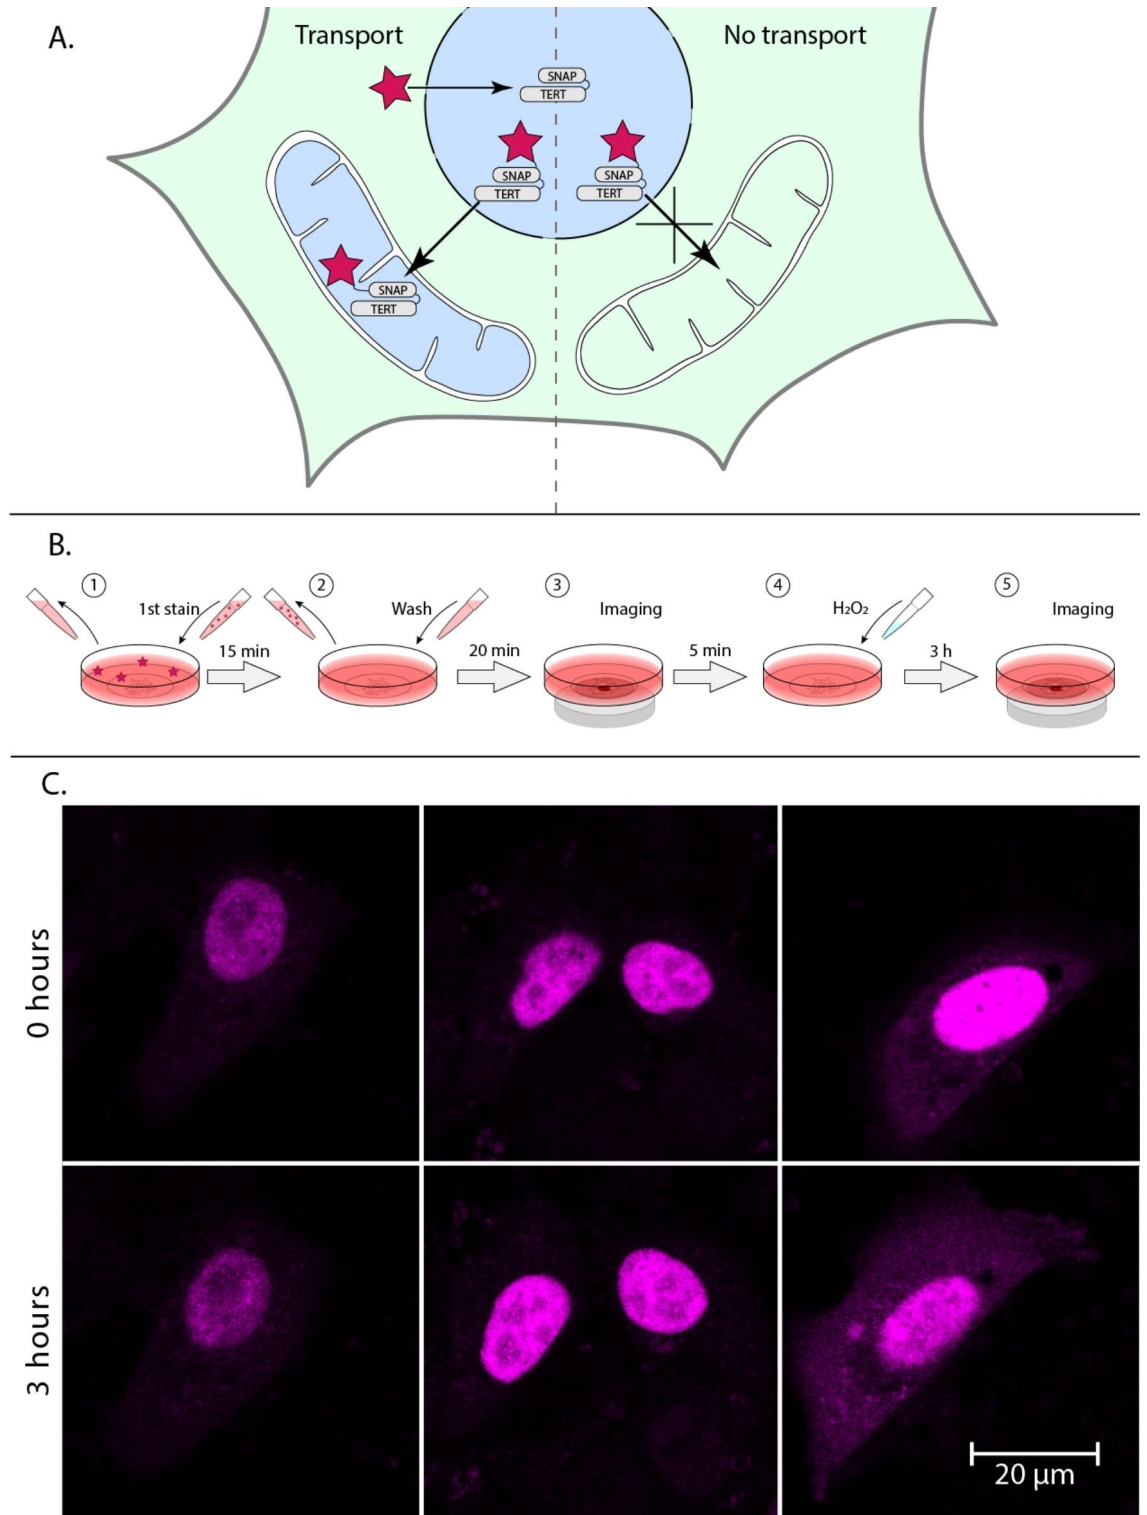 A.
Transport
No transport
SNAP
TERT
SNAP
TERT
SNAP
TERT
SNAP
TERT
B.
1
1st stain
15 min
2
Wash
20 min
3
Imaging
5 min
4
H₂O₂
3 h
5
Imaging
C.
0 hours
3 hours
20 µm